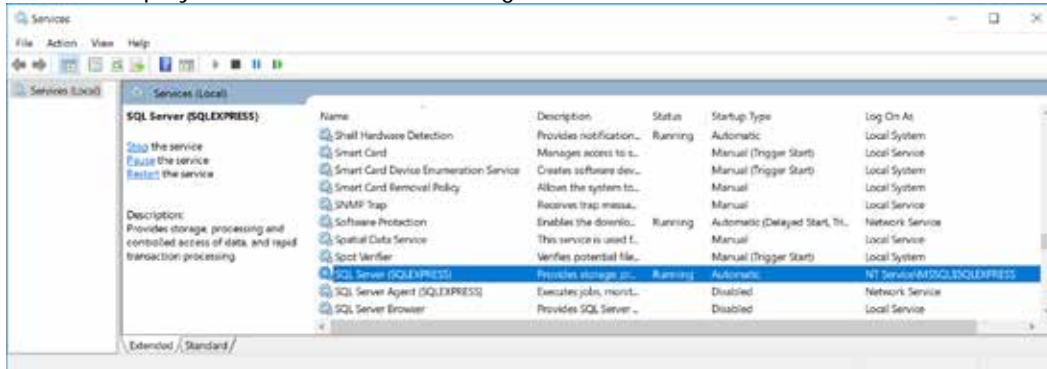 Services
File Action View Help
Services (Local)
Services (Local)
SQL Server (SQLEXPRESS)
Stop the service
Pause the service
Restart the service
Description:
Provides storage, processing and
controlled access of data, and rapid
transaction processing.
Name Description Status Startup Type Log On As
Shell Hardware Detection Provides notification... Running Automatic Local System
Smart Card Manages access to s... Manual (Trigger Start) Local Service
Smart Card Device Enumeration Service Creates software dev... Manual (Trigger Start) Local System
Smart Card Removal Policy Allows the system to... Manual Local System
SNMP Trap Receives trap messa... Manual Local Service
Software Protection Enables the downlo... Running Automatic (Delayed Start, Tri... Network Service
Spatial Data Service This service is used f... Manual Local Service
Spot Verifier Verifies potential file... Manual (Trigger Start) Local System
SQL Server (SQLEXPRESS) Provides storage, pr... Running Automatic NT Service\MSSQL$SQLEXPRESS
SQL Server Agent (SQLEXPRESS) Executes jobs, monit... Disabled Network Service
SQL Server Browser Provides SQL Server ... Disabled Local Service
Extended Standard